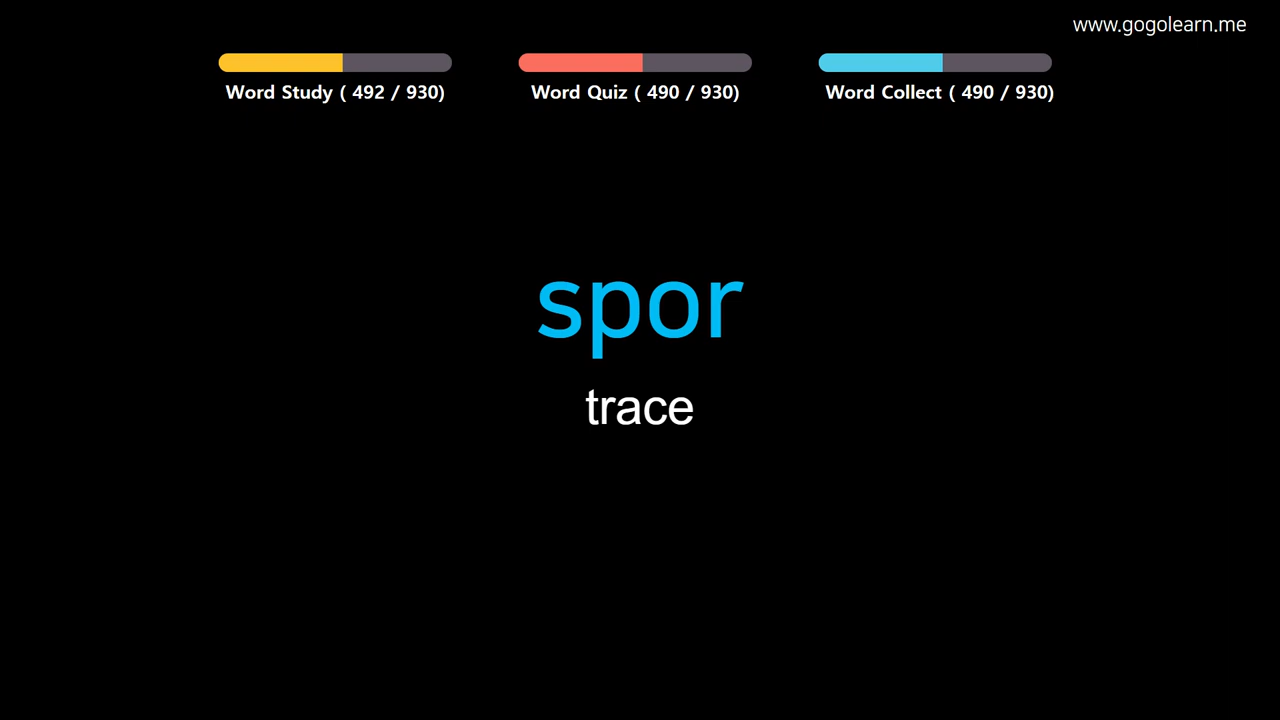 www.gogolearn.me
Word Study ( 492 / 930)
Word Quiz ( 490 / 930)
Word Collect ( 490 / 930)
spor
trace